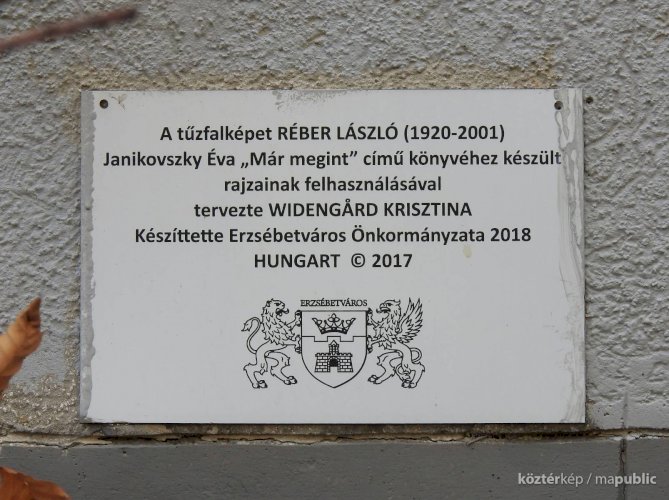 A tűzfalképet RÉBER LÁSZLÓ (1920-2001)
Janikovszky Éva „Már megint” című könyvéhez készült
rajzainak felhasználásával
tervezte WIDENGÅRD KRISZTINA
Készíttette Erzsébetváros Önkormányzata 2018
HUNGART © 2017
ERZSÉBETVÁROS
köztérkép / mapublic